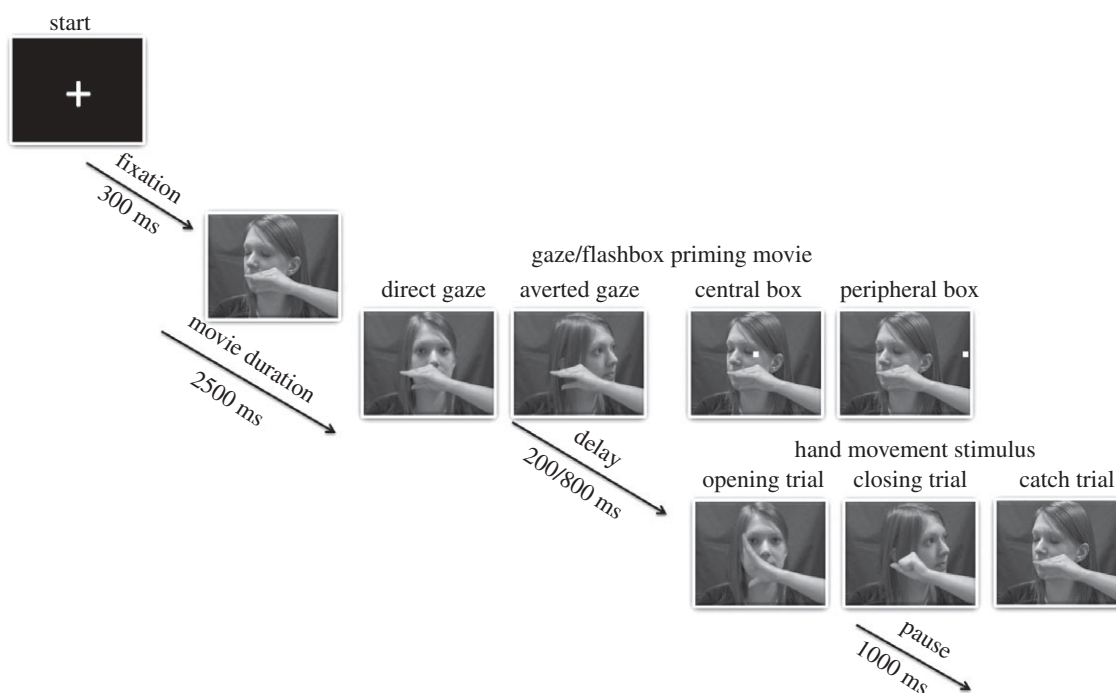 start
fixation
300 ms
gaze/flashbox priming movie
direct gaze
averted gaze
central box
peripheral box
movie duration
2500 ms
delay
200/800 ms
hand movement stimulus
opening trial
closing trial
catch trial
pause
1000 ms